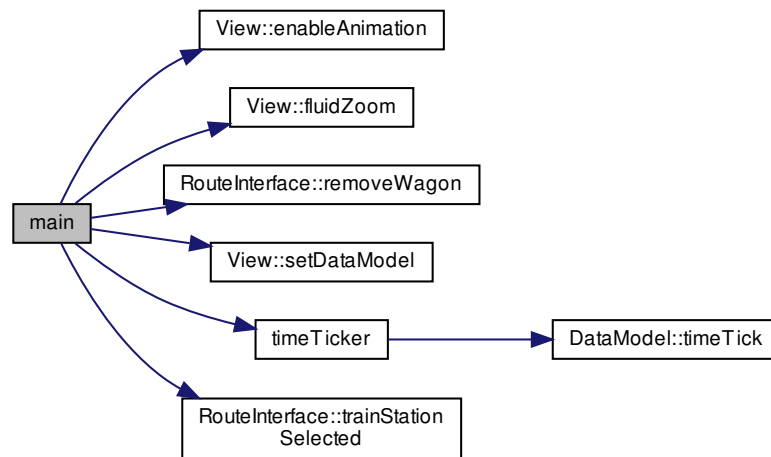 View::enableAnimation
View::fluidZoom
RouteInterface::removeWagon
main
View::setDataModel
timeTicker
DataModel::timeTick
RouteInterface::trainStation
Selected